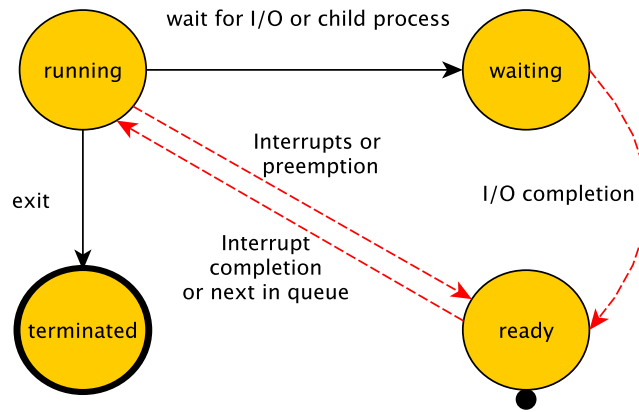 wait for I/O or child process
running
waiting
Interrupts or
preemption
I/O completion
exit
Interrupt
completion
or next in queue
terminated
ready